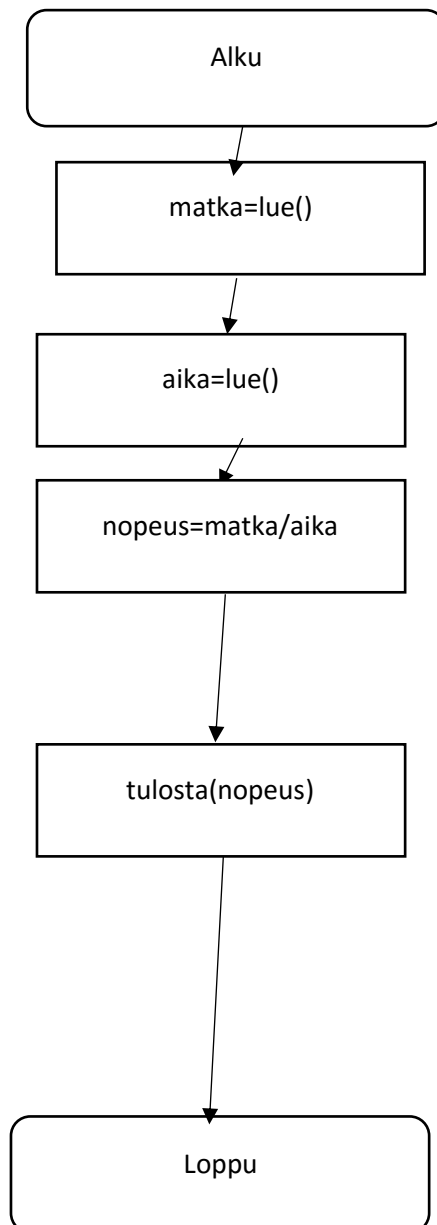 Alku
matka=lue()
aika=lue()
nopeus=matka/aika
tulosta(nopeus)
Loppu